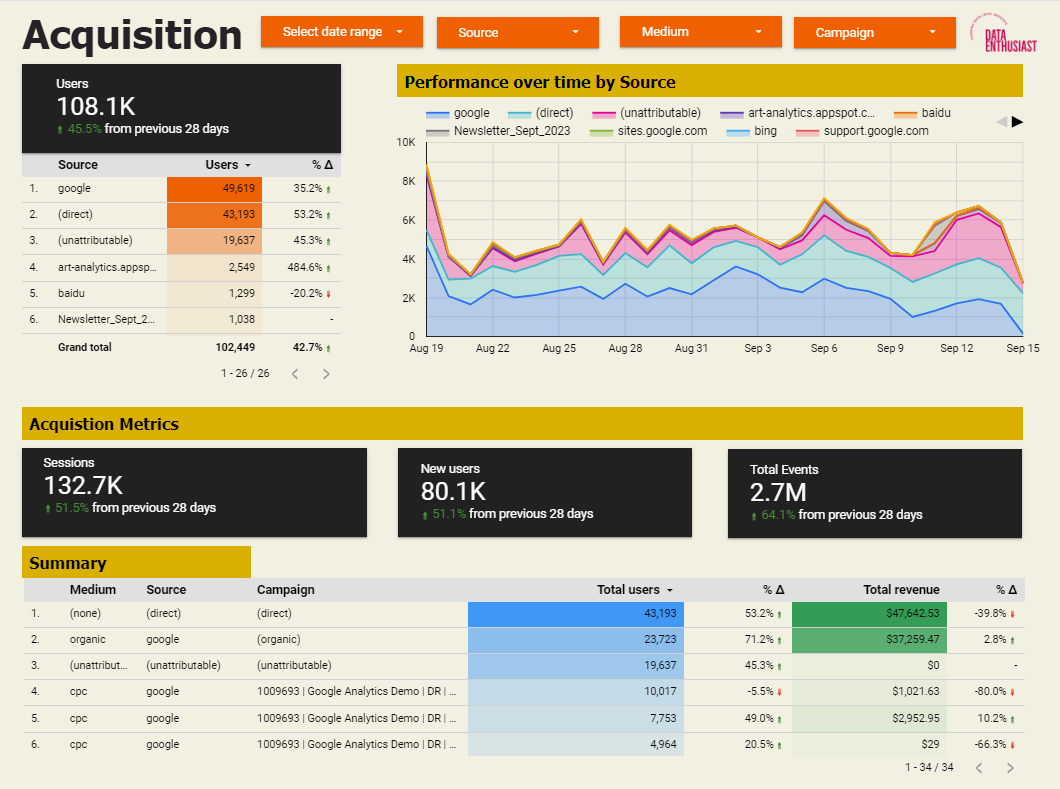 Acquisition
Select date range
Source
Medium
Campaign
DATA
ENTHUSIAST
Users
108.1K
45.5% from previous 28 days
Source Users % Δ
1. google 49,619 35.2%
2. (direct) 43,193 53.2%
3. (unattributable) 19,637 45.3%
4. art-analytics.appsp... 2,549 484.6%
5. baidu 1,299 -20.2%
6. Newsletter_Sept_2... 1,038 -
Grand total 102,449 42.7%
1 - 26 / 26
Performance over time by Source
google (direct) (unattributable) art-analytics.appspot.c... baidu
Newsletter_Sept_2023 sites.google.com bing support.google.com
10K
8K
6K
4K
2K
0
Aug 19 Aug 22 Aug 25 Aug 28 Aug 31 Sep 3 Sep 6 Sep 9 Sep 12 Sep 15
Acquistion Metrics
Sessions
132.7K
51.5% from previous 28 days
New users
80.1K
51.1% from previous 28 days
Total Events
2.7M
64.1% from previous 28 days
Summary
Medium Source Campaign Total users % Δ Total revenue % Δ
1. (none) (direct) (direct) 43,193 53.2% $47,642.53 -39.8%
2. organic google (organic) 23,723 71.2% $37,259.47 2.8%
3. (unattribut... (unattributable) (unattributable) 19,637 45.3% $0 -
4. cpc google 1009693 | Google Analytics Demo | DR | ... 10,017 -5.5% $1,021.63 -80.0%
5. cpc google 1009693 | Google Analytics Demo | DR | ... 7,753 49.0% $2,952.95 10.2%
6. cpc google 1009693 | Google Analytics Demo | DR | ... 4,964 20.5% $29 -66.3%
1 - 34 / 34